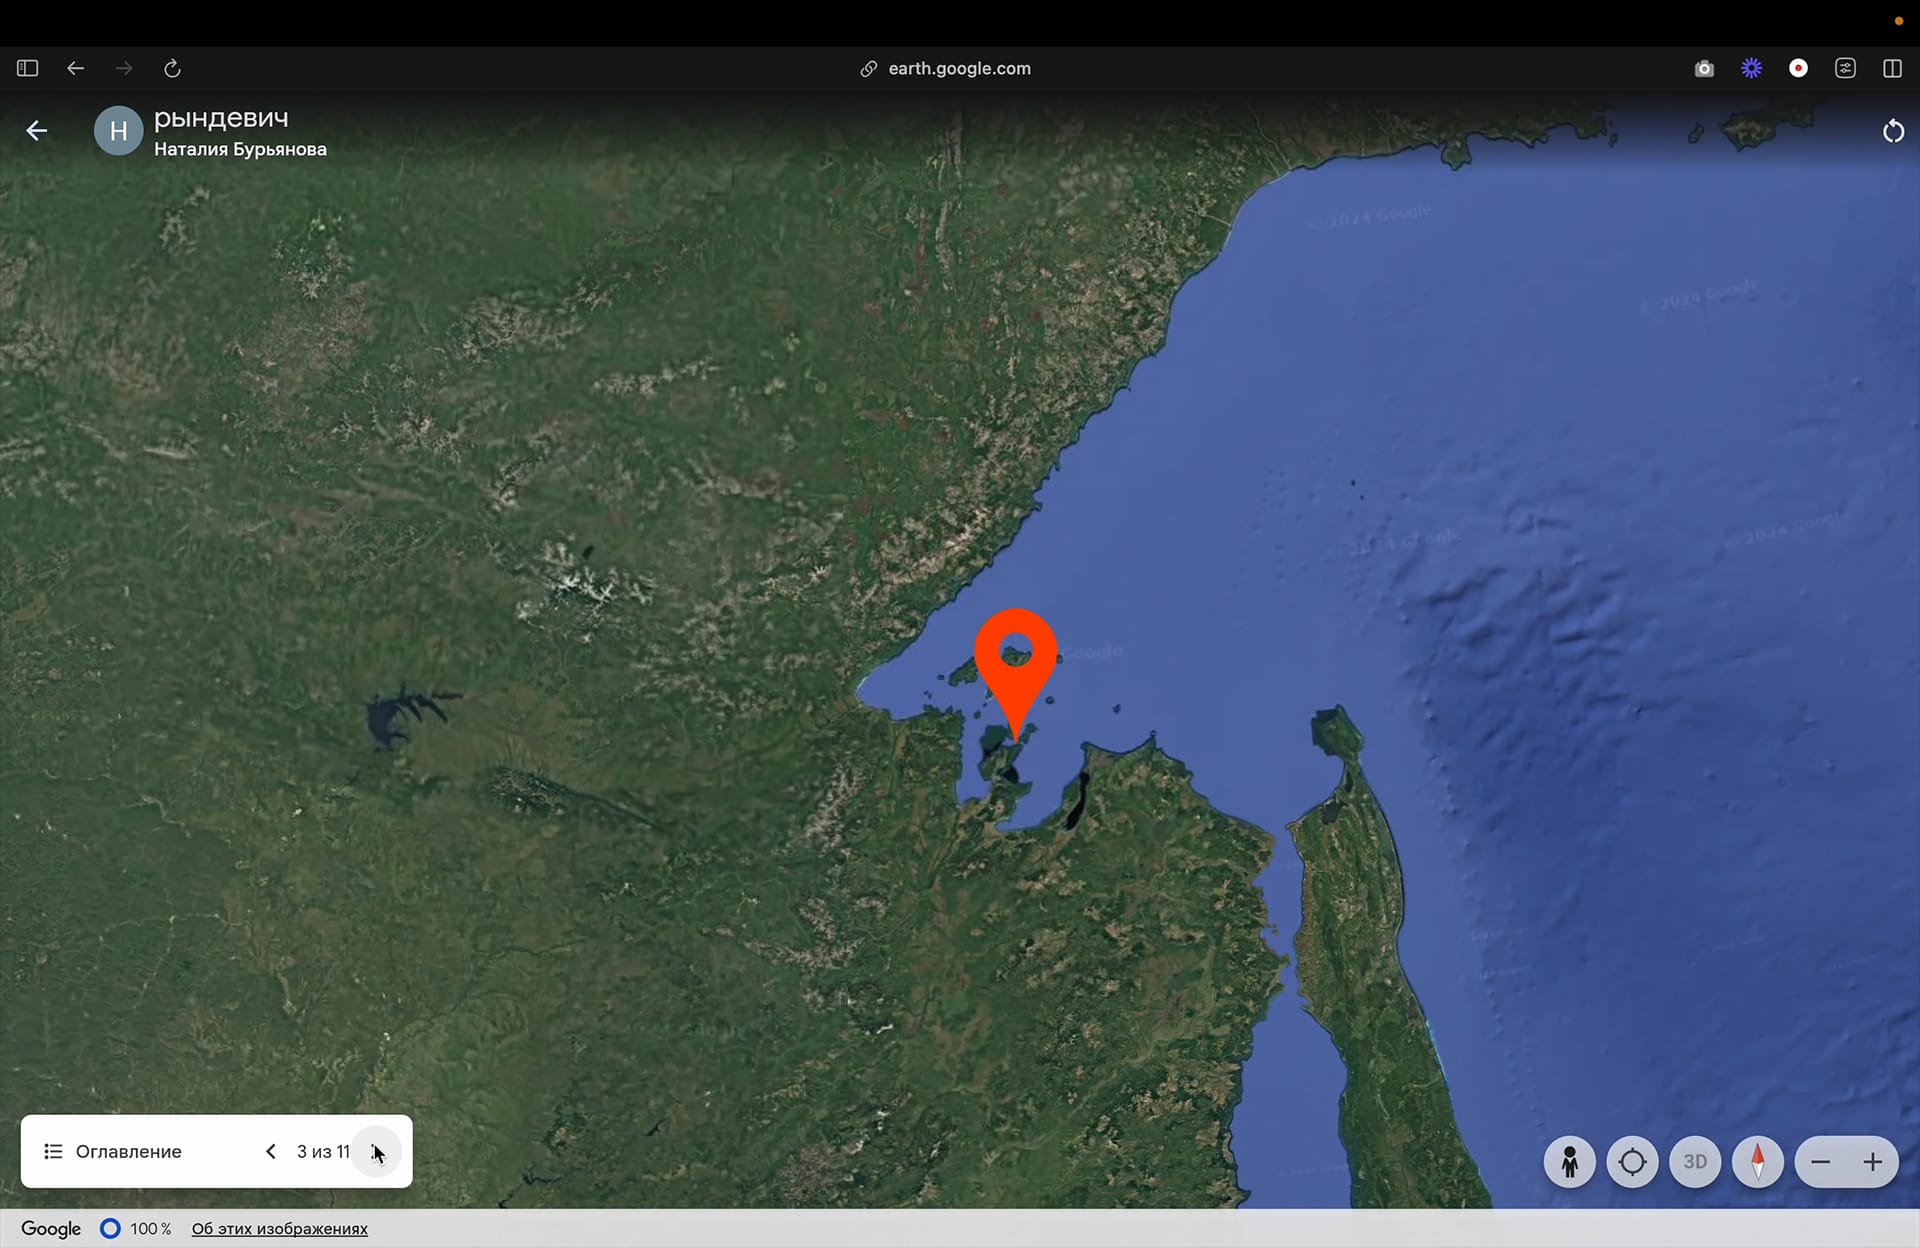 earth.google.com
Н
рындевич
Наталия Бурьянова
© 2024 Google
© 2024 Google
© 2024 Google
© 2024 Google
Google
Оглавление
3 из 11
3D
Google
100 %
Об этих изображениях